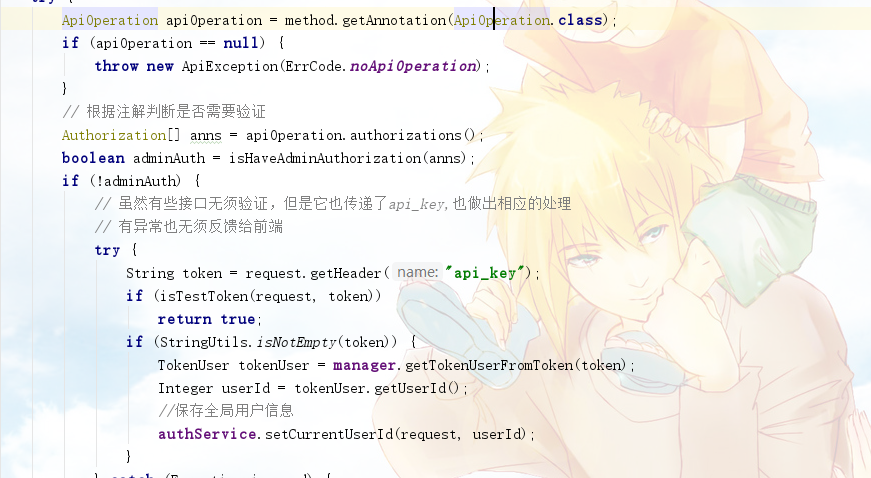 try {
ApiOperation apiOperation = method.getAnnotation(ApiOperation.class);
if (apiOperation == null) {
throw new ApiException(ErrCode.noApiOperation);
}
// 根据注解判断是否需要验证
Authorization[] anns = apiOperation.authorizations();
boolean adminAuth = isHaveAdminAuthorization(anns);
if (!adminAuth) {
// 虽然有些接口无须验证，但是它也传递了api_key,也做出相应的处理
// 有异常也无须反馈给前端
try {
String token = request.getHeader( name: "api_key");
if (isTestToken(request, token))
return true;
if (StringUtils.isNotEmpty(token)) {
TokenUser tokenUser = manager.getTokenUserFromToken(token);
Integer userId = tokenUser.getUserId();
//保存全局用户信息
authService.setCurrentUserId(request, userId);
}
} catch (Exception ignored) {